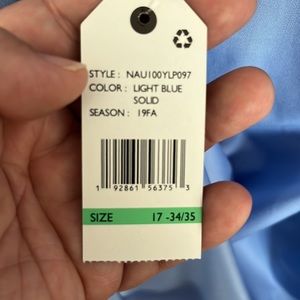 STYLE : NAU100YLP097
COLOR : LIGHT BLUE
SOLID
SEASON : 19FA
1 92861 56375 3
SIZE 17 -34/35